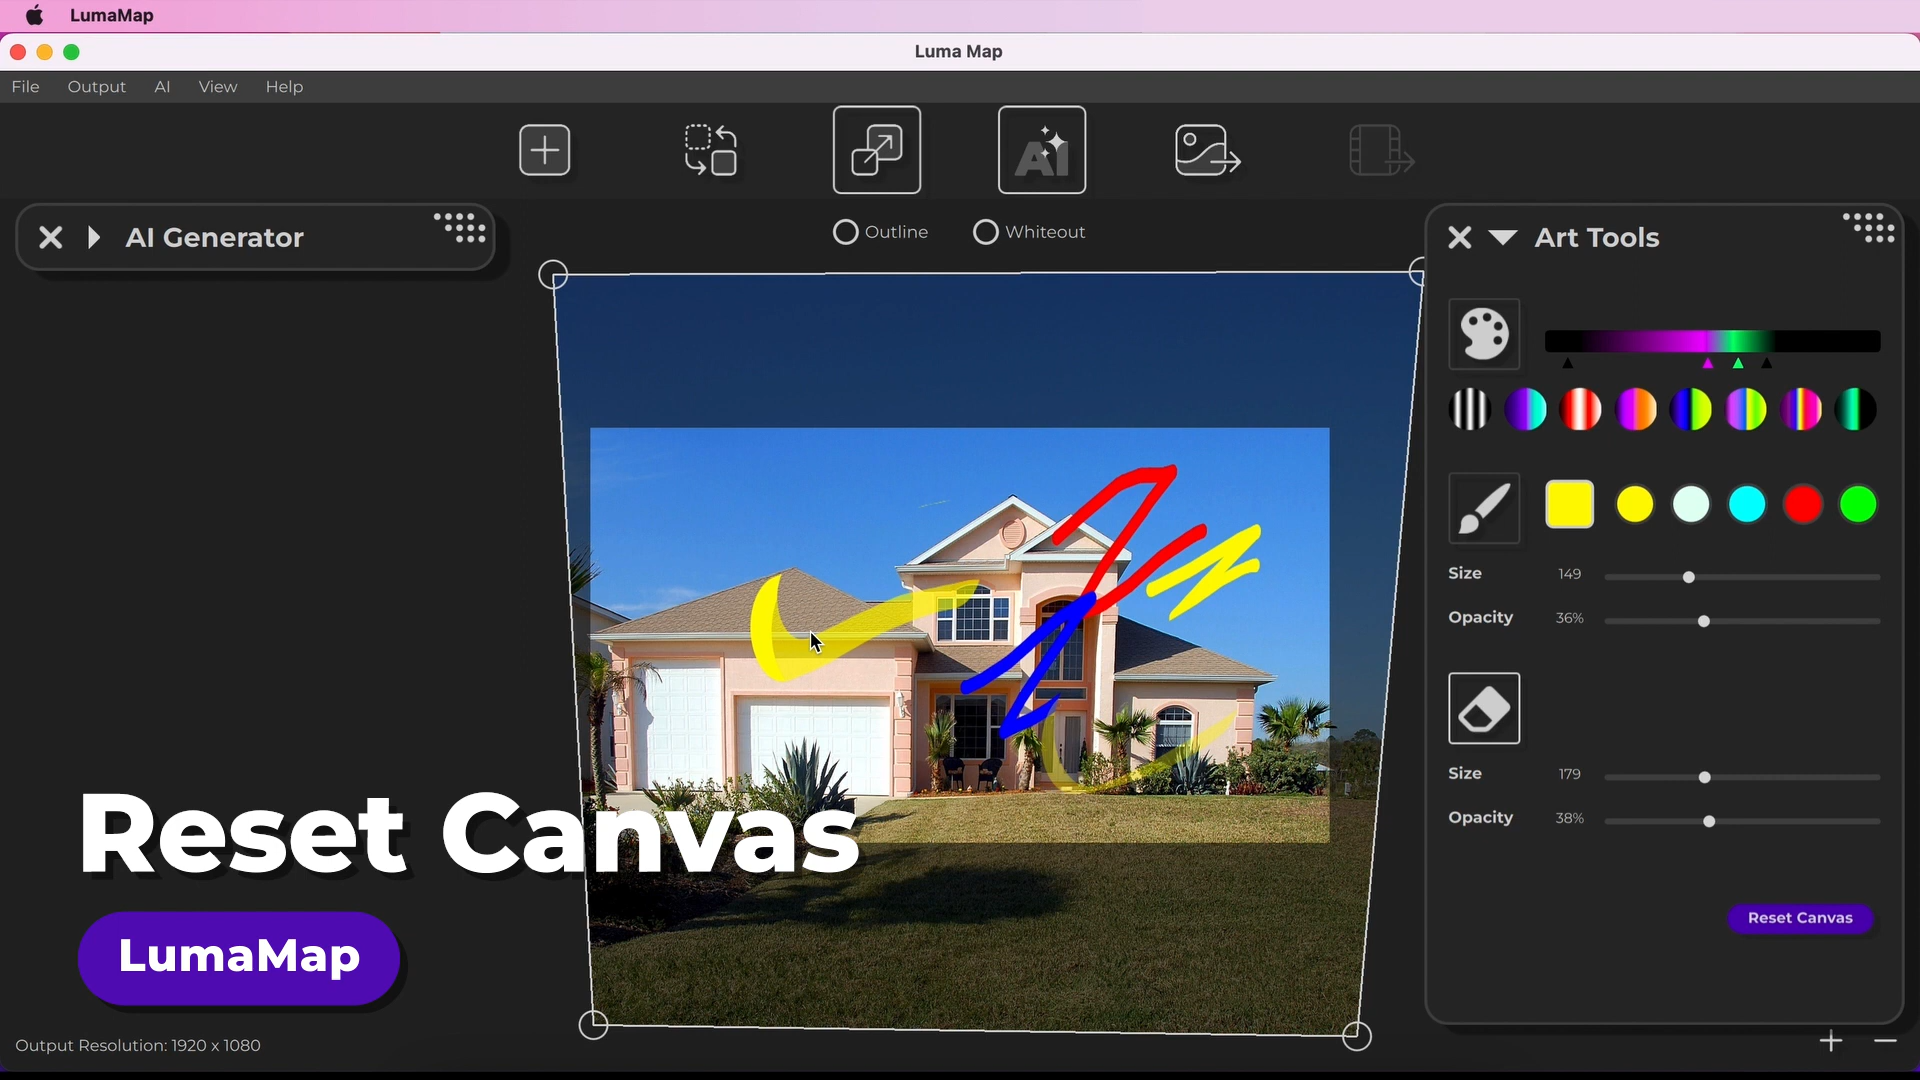 LumaMap
Luma Map
File Output AI View Help
AI
AI Generator
Outline Whiteout
Art Tools
Size 149
Opacity 36%
Size 179
Opacity 38%
Reset Canvas
Reset Canvas
LumaMap
Output Resolution: 1920 x 1080